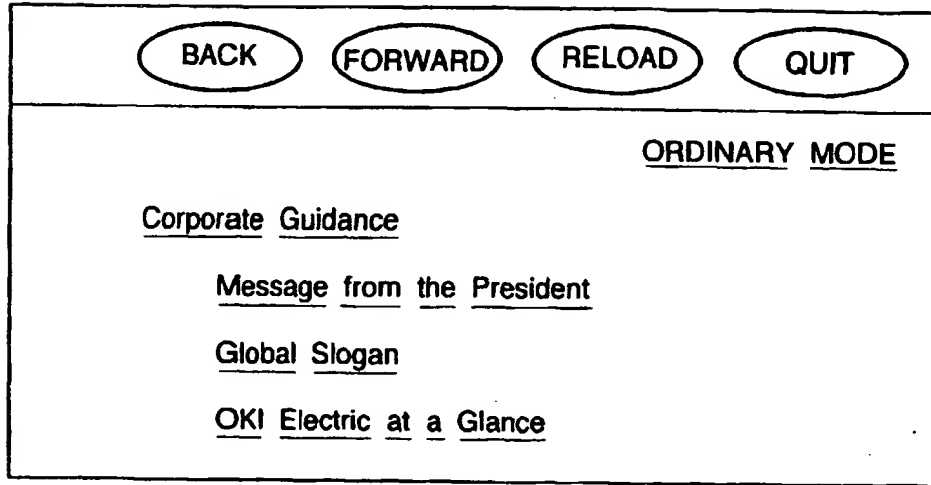 BACK FORWARD RELOAD QUIT
ORDINARY MODE
Corporate Guidance
Message from the President
Global Slogan
OKI Electric at a Glance